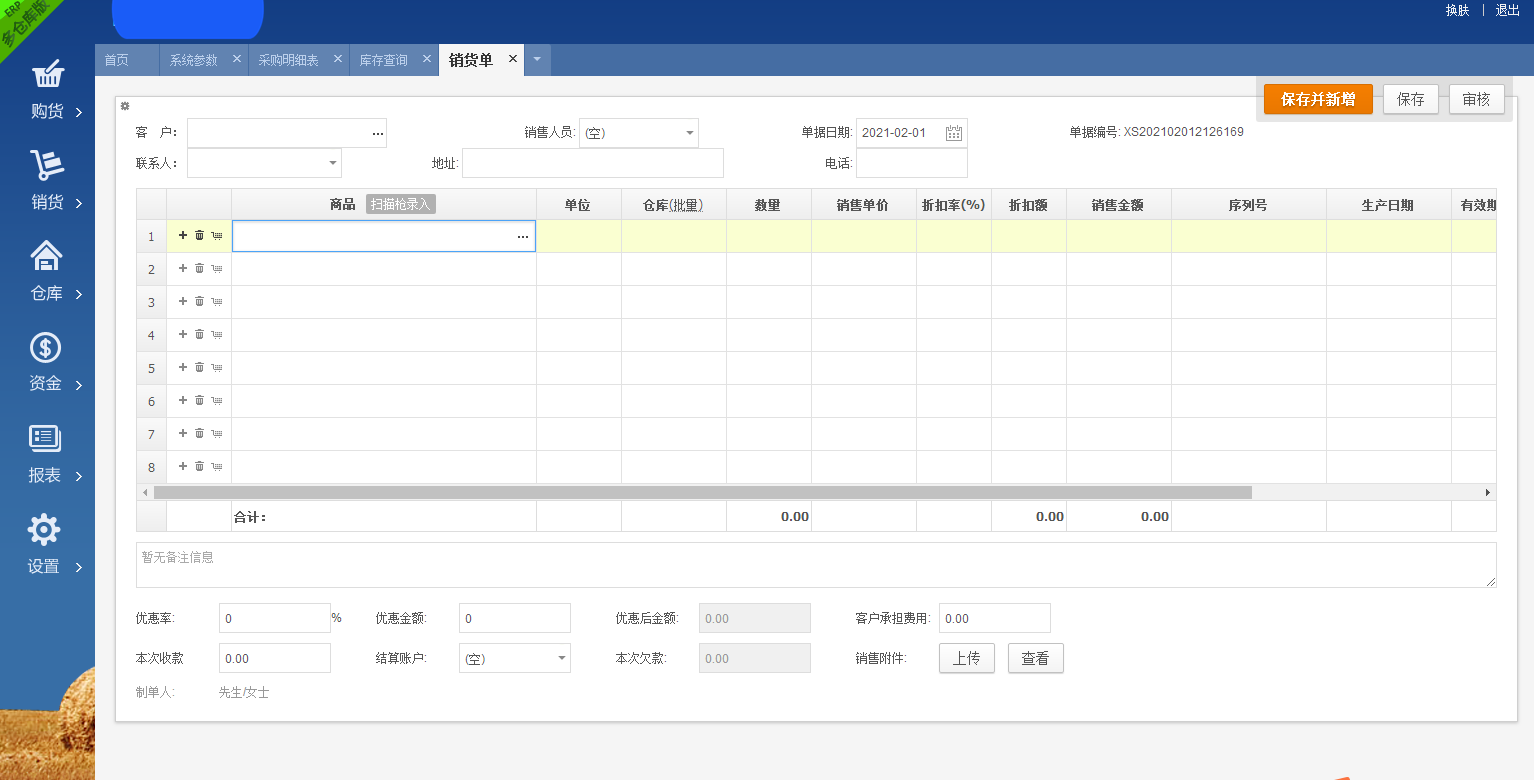 ERP
多仓库版
换肤 | 退出
首页 系统参数 × 采购明细表 × 库存查询 × 销货单 ×
购货
销货
仓库
资金
报表
设置
保存并新增 保存 审核
客 户: ... 销售人员: (空) 单据日期: 2021-02-01 单据编号: XS202102012126169
联系人: 地址: 电话:
商品 扫描枪录入 单位 仓库(批量) 数量 销售单价 折扣率(%) 折扣额 销售金额 序列号 生产日期 有效期
1 ...
2
3
4
5
6
7
8
合计: 0.00 0.00 0.00
暂无备注信息
优惠率: 0 % 优惠金额: 0 优惠后金额: 0.00 客户承担费用: 0.00
本次收款 0.00 结算账户: (空) 本次欠款: 0.00 销售附件: 上传 查看
制单人: 先生/女士